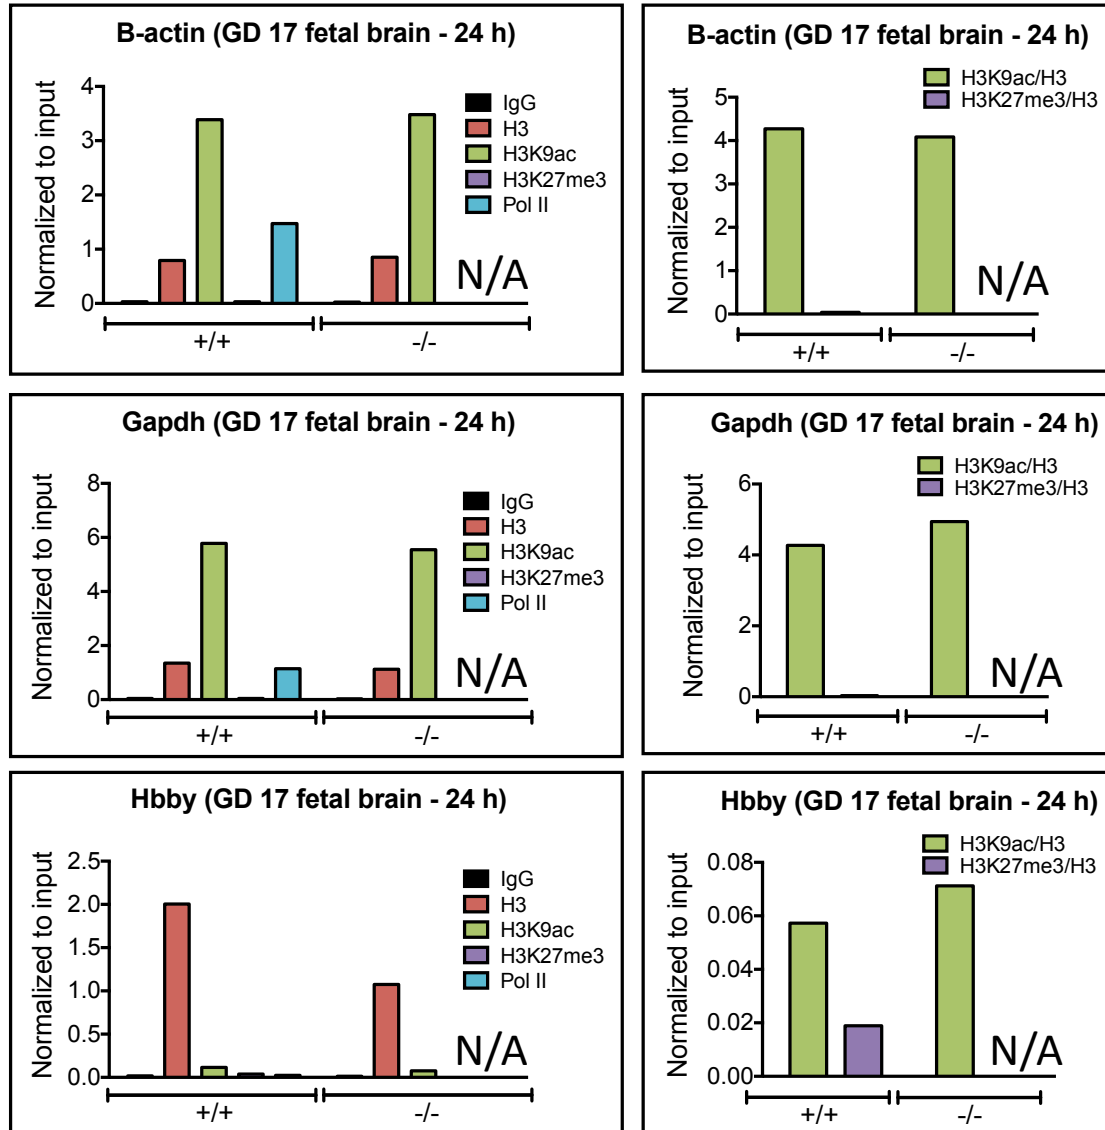 B-actin (GD 17 fetal brain - 24 h)
Normalized to input
4
3
2
1
0
IgG
H3
H3K9ac
H3K27me3
Pol II
N/A
+/+
-/-
B-actin (GD 17 fetal brain - 24 h)
Normalized to input
5
4
3
2
1
0
H3K9ac/H3
H3K27me3/H3
N/A
+/+
-/-
Gapdh (GD 17 fetal brain - 24 h)
Normalized to input
8
6
4
2
0
IgG
H3
H3K9ac
H3K27me3
Pol II
N/A
+/+
-/-
Gapdh (GD 17 fetal brain - 24 h)
Normalized to input
6
4
2
0
H3K9ac/H3
H3K27me3/H3
N/A
+/+
-/-
Hbby (GD 17 fetal brain - 24 h)
Normalized to input
2.5
2.0
1.5
1.0
0.5
0.0
IgG
H3
H3K9ac
H3K27me3
Pol II
N/A
+/+
-/-
Hbby (GD 17 fetal brain - 24 h)
Normalized to input
0.08
0.06
0.04
0.02
0.00
H3K9ac/H3
H3K27me3/H3
N/A
+/+
-/-